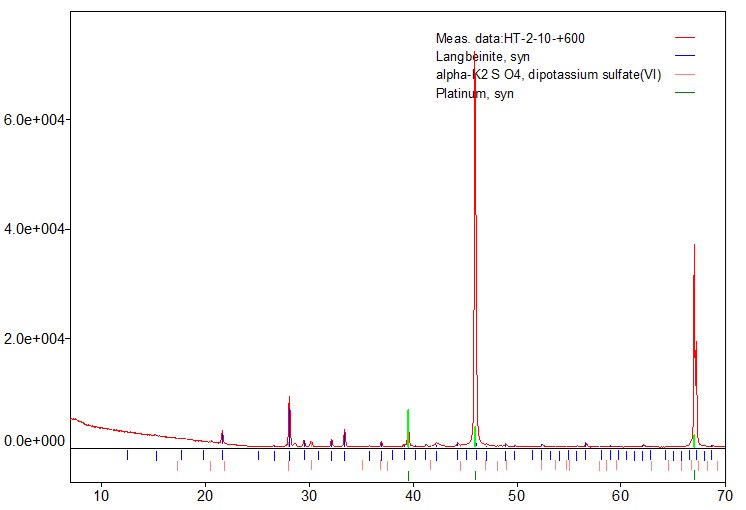 Meas. data:HT-2-10-+600
Langbeinite, syn
alpha-K2 S O4, dipotassium sulfate(VI)
Platinum, syn
6.0e+004
4.0e+004
2.0e+004
0.0e+000
10 20 30 40 50 60 70